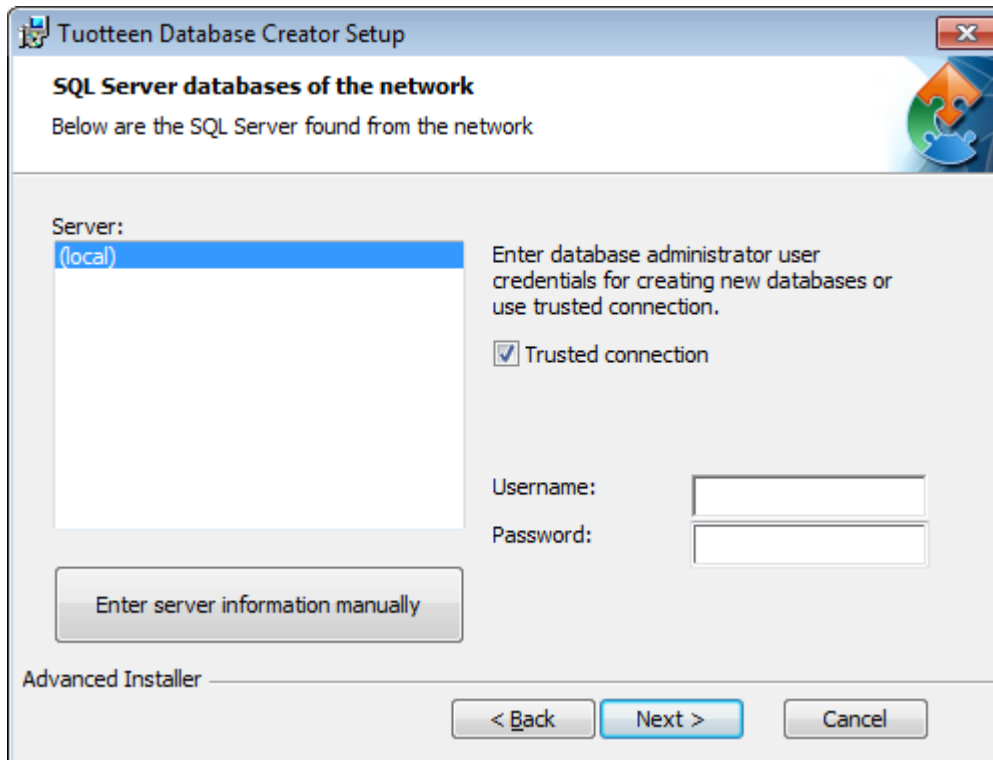 Tuotteen Database Creator Setup
SQL Server databases of the network
Below are the SQL Server found from the network
Server:
(local)
Enter database administrator user
credentials for creating new databases or
use trusted connection.
Trusted connection
Username:
Password:
Enter server information manually
Advanced Installer
< Back
Next >
Cancel